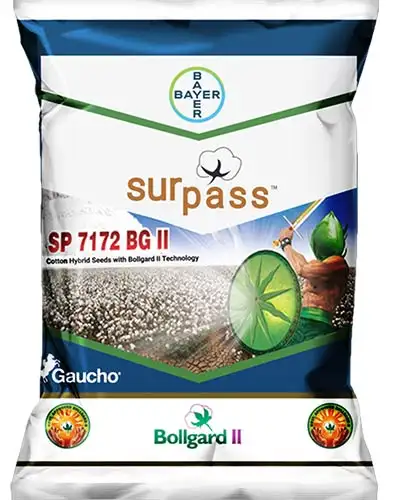 BAYER
BAYER
surpass™
SP 7172 BG II
Cotton Hybrid Seeds with Bollgard II Technology
Gaucho®
Bollgard II